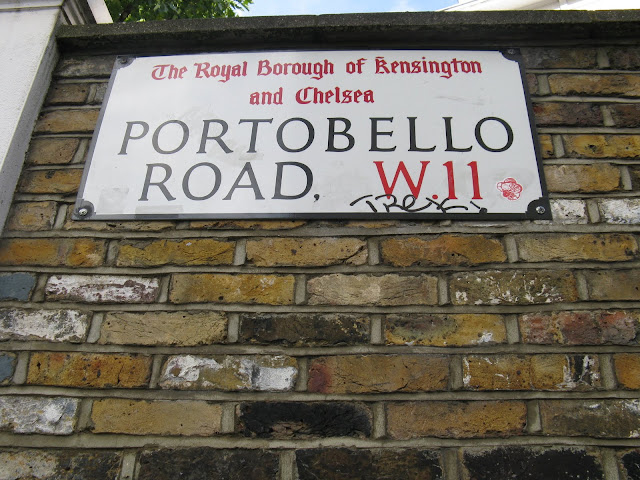 The Royal Borough of Kensington
and Chelsea
PORTOBELLO
ROAD, W.11